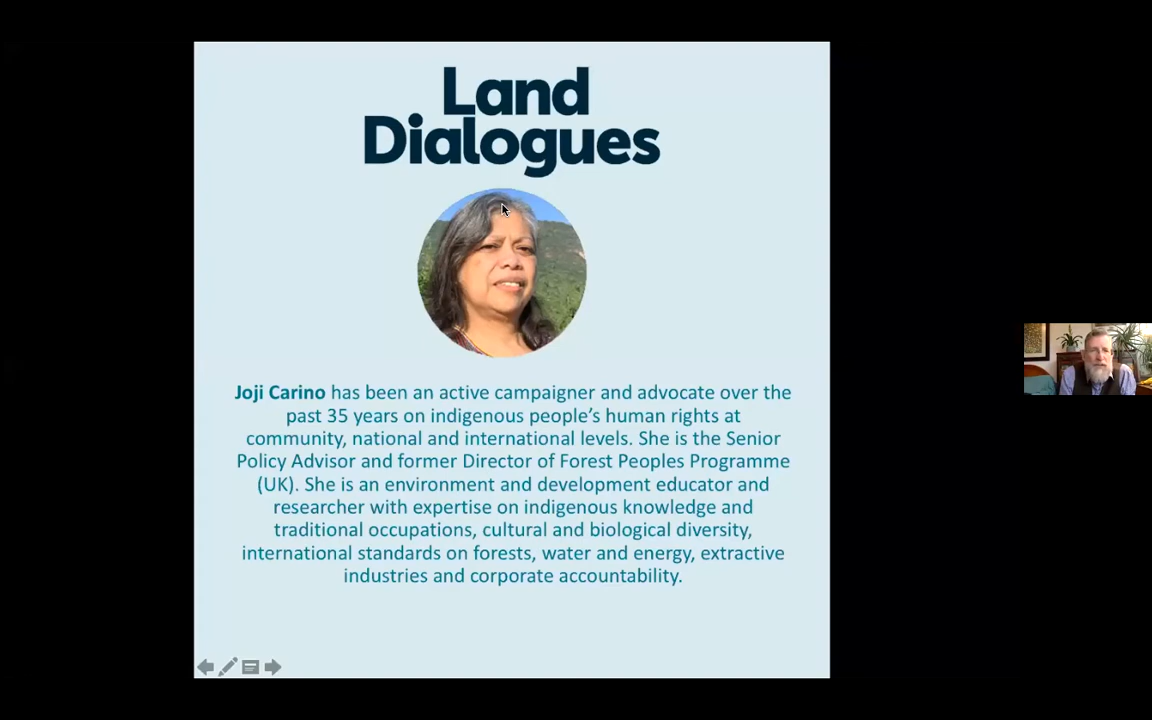 Land
Dialogues
Joji Carino has been an active campaigner and advocate over the
past 35 years on indigenous people’s human rights at
community, national and international levels. She is the Senior
Policy Advisor and former Director of Forest Peoples Programme
(UK). She is an environment and development educator and
researcher with expertise on indigenous knowledge and
traditional occupations, cultural and biological diversity,
international standards on forests, water and energy, extractive
industries and corporate accountability.